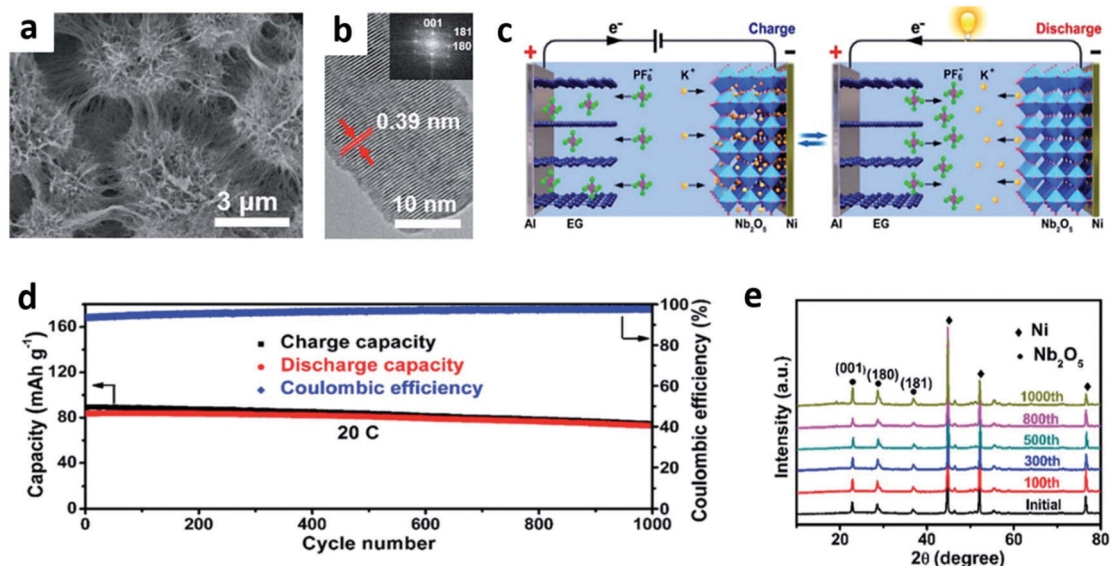 a
3 μm
b
001
181
180
0.39 nm
10 nm
c
e⁻
Charge
+
−
PF₆⁻
K⁺
Al
EG
Nb₂O₅
Ni
e⁻
Discharge
+
−
PF₆⁻
K⁺
Al
EG
Nb₂O₅
Ni
d
Capacity (mAh g⁻¹)
160
120
80
40
0
Charge capacity
Discharge capacity
Coulombic efficiency
20 C
100
80
60
40
20
0
Coulombic efficiency (%)
0 200 400 600 800 1000
Cycle number
e
Intensity (a.u.)
Ni
Nb₂O₅
(001)
(180)
(181)
1000th
800th
500th
300th
100th
Initial
20 40 60 80
2θ (degree)